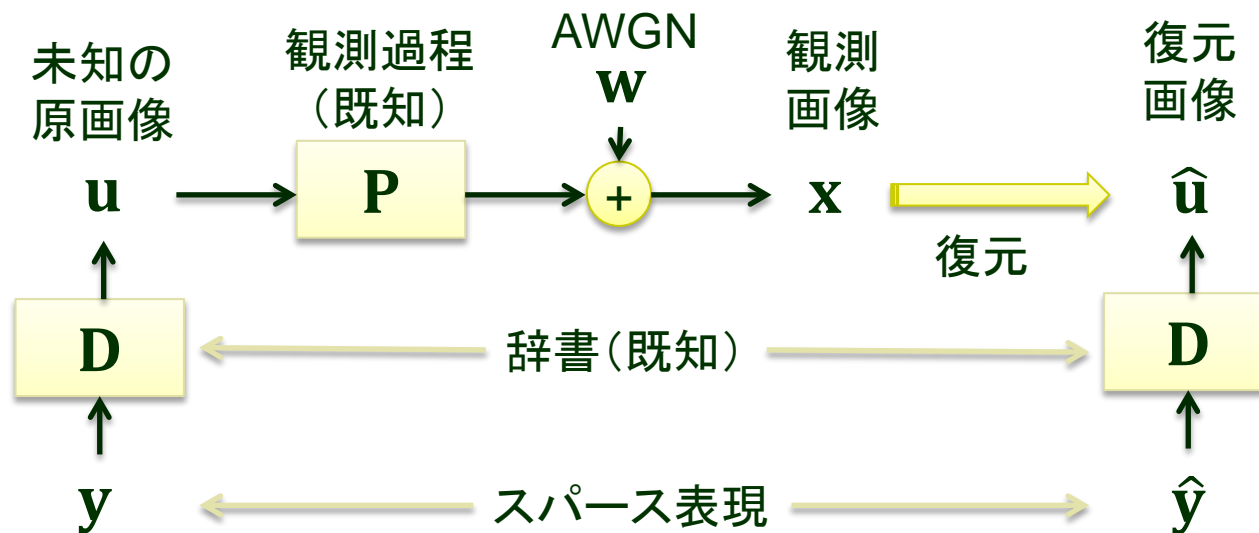 未知の
原画像
観測過程
（既知）
AWGN
w
観測
画像
復元
画像
u
P
+
x
復元
û
D
辞書（既知）
D
y
スパース表現
ŷ